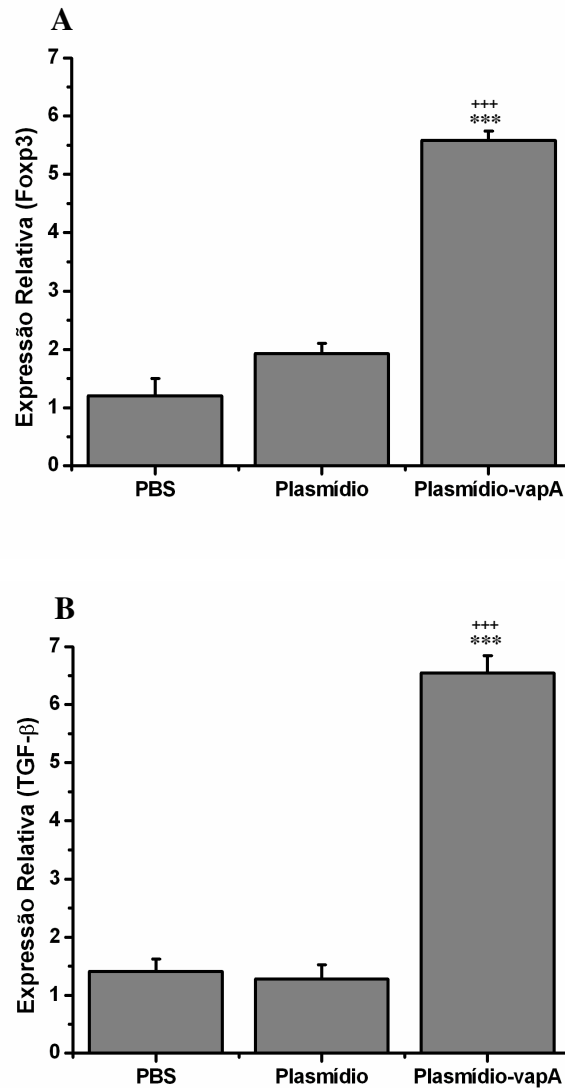 A
Expressão Relativa (Foxp3)
7
6
5
4
3
2
1
0
+++
***
PBS
Plasmídio
Plasmídio-vapA
B
Expressão Relativa (TGF-β)
7
6
5
4
3
2
1
0
+++
***
PBS
Plasmídio
Plasmídio-vapA